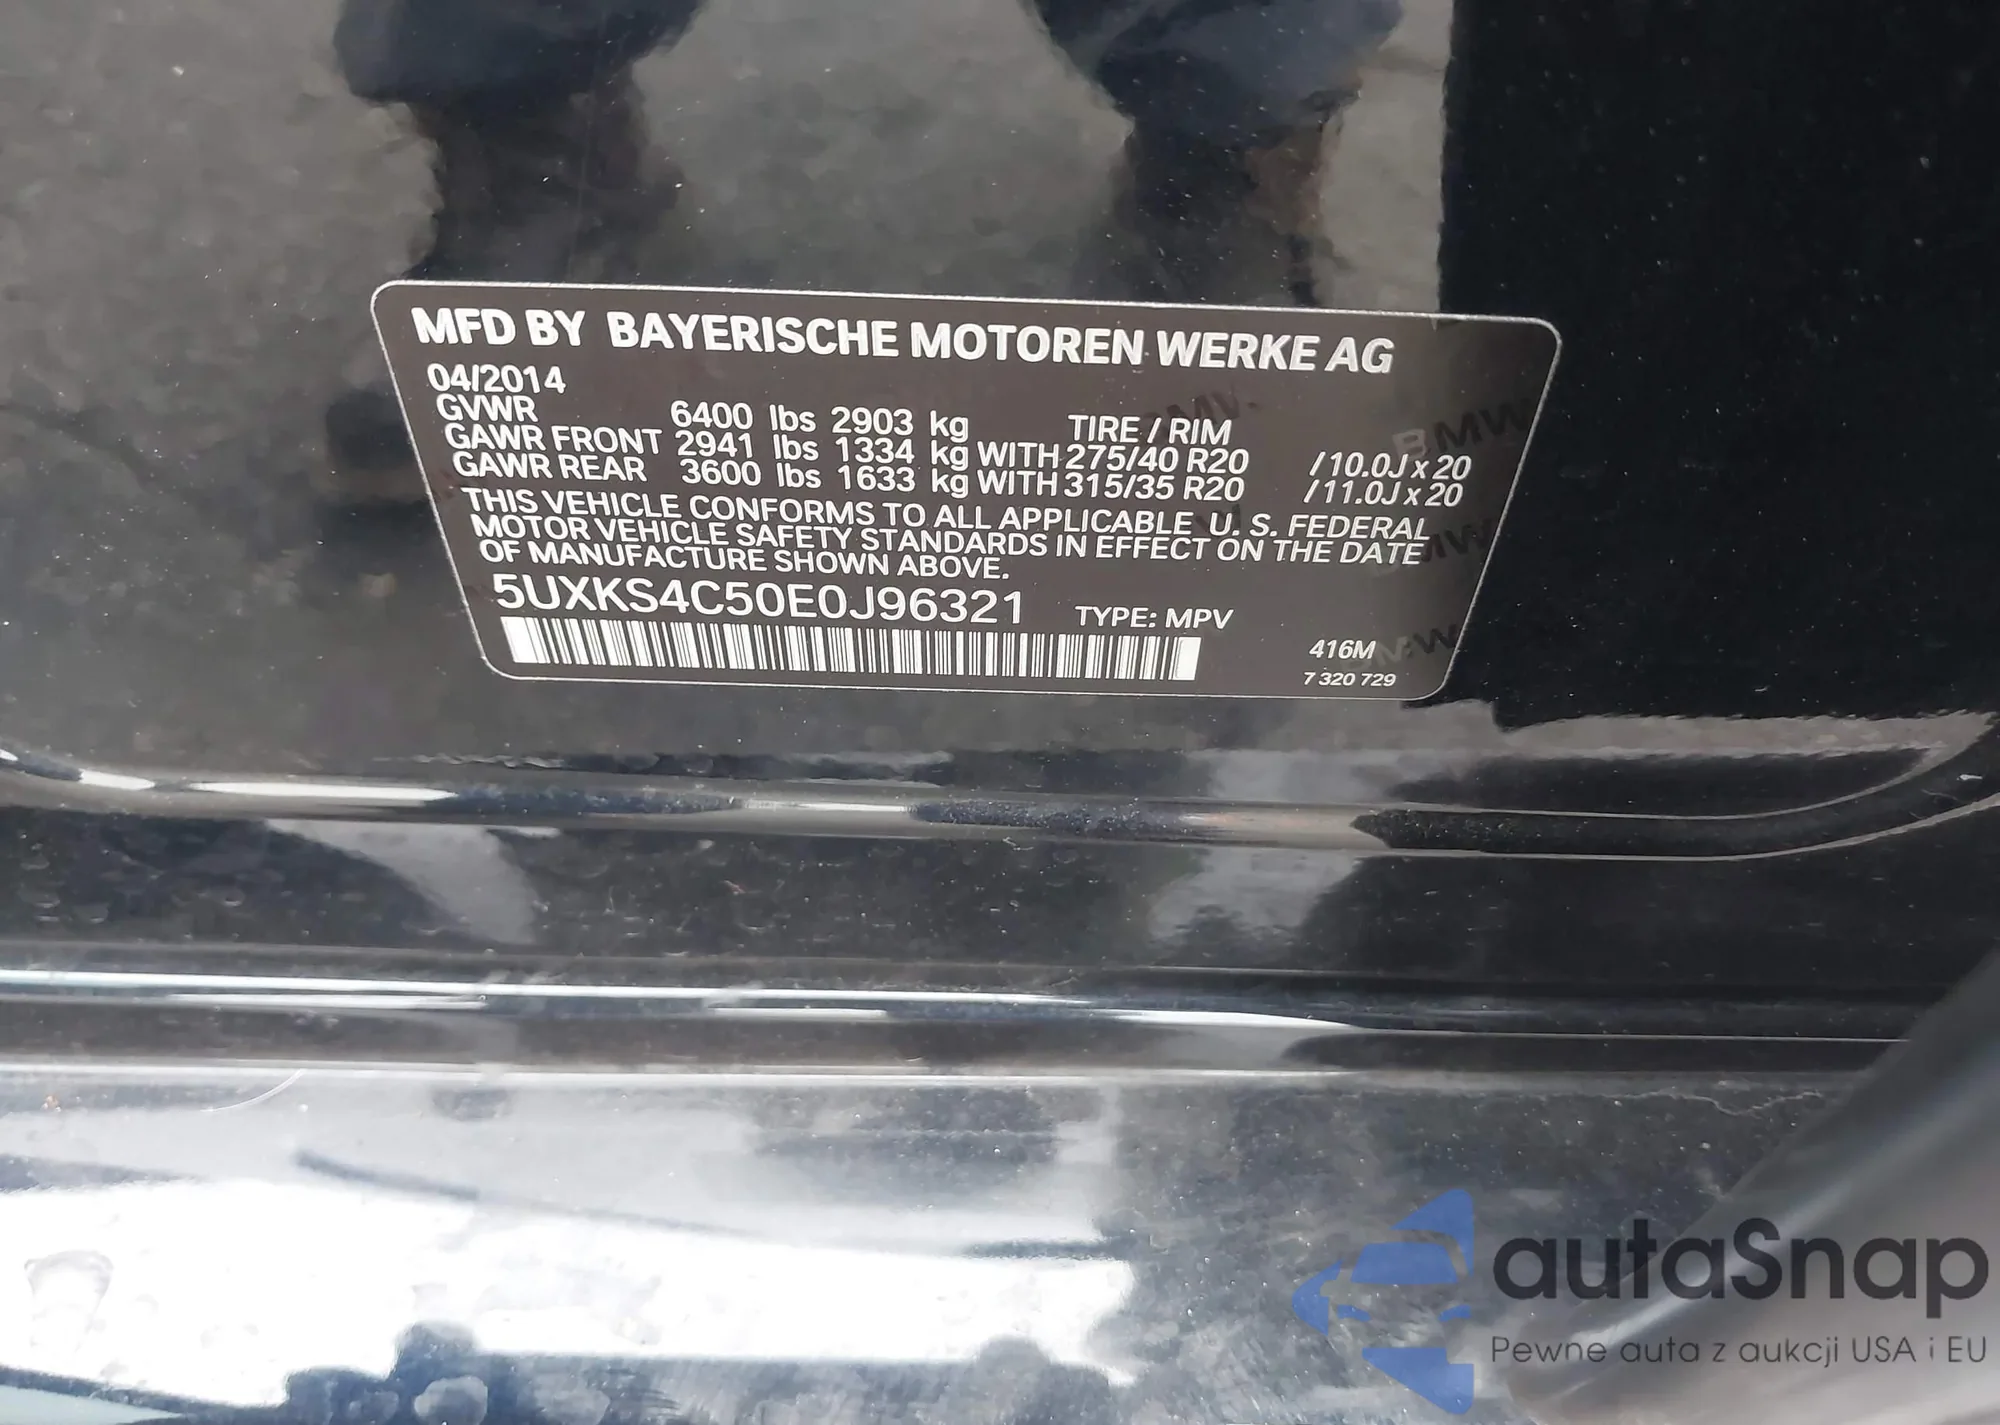 MFD BY BAYERISCHE MOTOREN WERKE AG
04/2014
GVWR 6400 lbs 2903 kg TIRE / RIM
GAWR FRONT 2941 lbs 1334 kg WITH 275/40 R20 / 10.0J x 20
GAWR REAR 3600 lbs 1633 kg WITH 315/35 R20 / 11.0J x 20
THIS VEHICLE CONFORMS TO ALL APPLICABLE U. S. FEDERAL
MOTOR VEHICLE SAFETY STANDARDS IN EFFECT ON THE DATE
OF MANUFACTURE SHOWN ABOVE.
5UXKS4C50E0J96321 TYPE: MPV
416M
7 320 729
autaSnap
Pewne auta z aukcji USA i EU